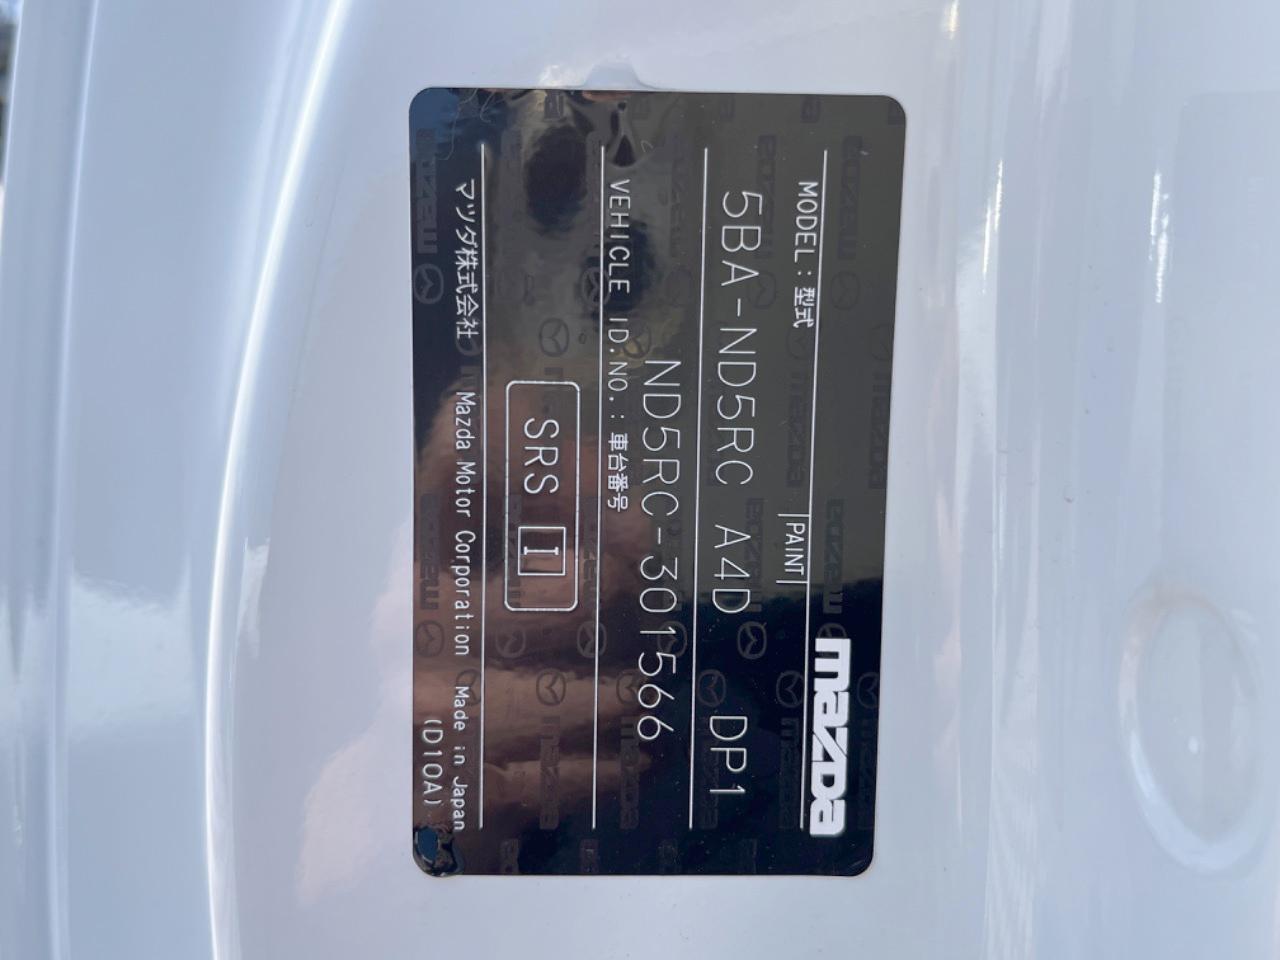 mazda
MODEL:型式
PAINT
5BA-ND5RC A4D DP1
VEHICLE ID.NO.:車台番号
ND5RC-301566
SRS I
マツダ株式会社 Mazda Motor Corporation Made in Japan
(D10A)